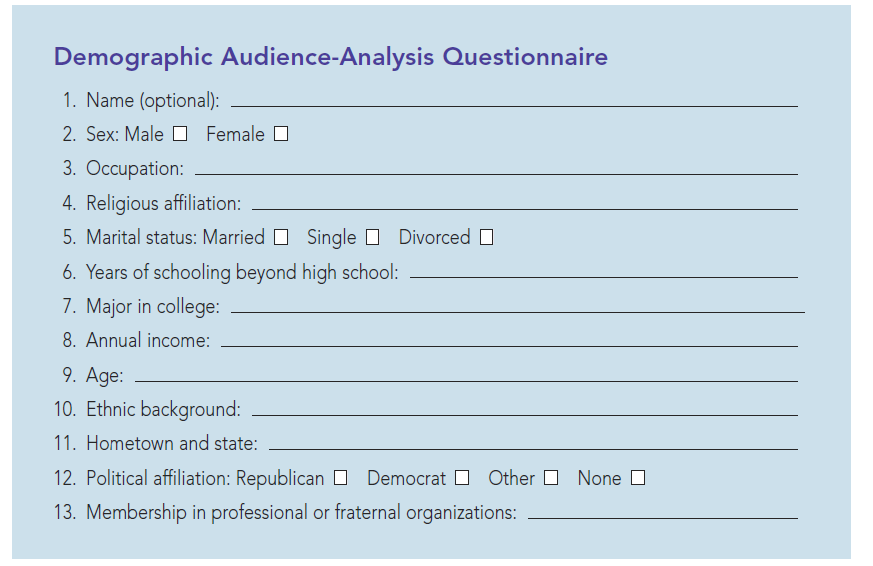 Demographic Audience-Analysis Questionnaire
1. Name (optional):
2. Sex: Male Female
3. Occupation:
4. Religious affiliation:
5. Marital status: Married Single Divorced
6. Years of schooling beyond high school:
7. Major in college:
8. Annual income:
9. Age:
10. Ethnic background:
11. Hometown and state:
12. Political affiliation: Republican Democrat Other None
13. Membership in professional or fraternal organizations: